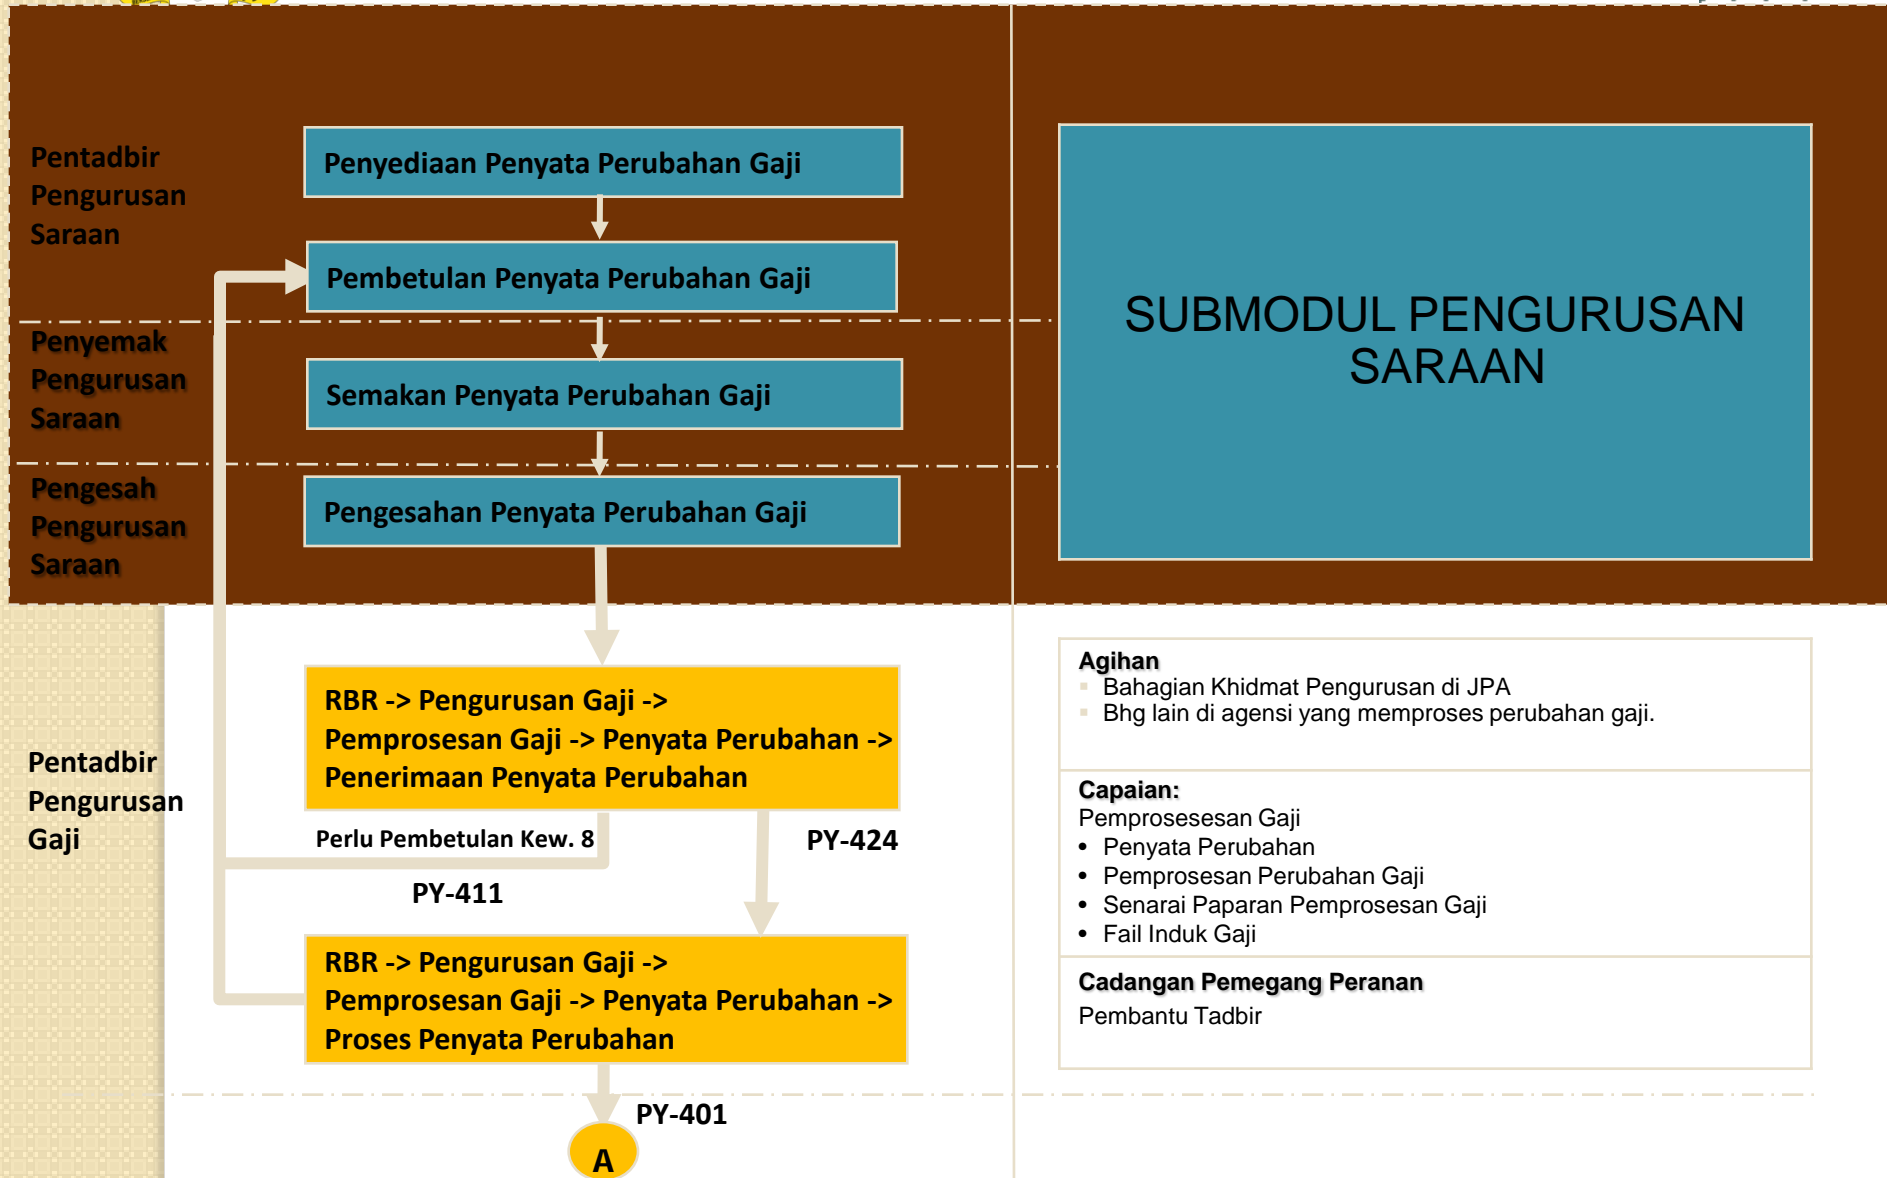 Pentadbir
Pengurusan
Saraan
Penyediaan Penyata Perubahan Gaji
Pembetulan Penyata Perubahan Gaji
Penyemak
Pengurusan
Saraan
Semakan Penyata Perubahan Gaji
Pengesah
Pengurusan
Saraan
Pengesahan Penyata Perubahan Gaji
SUBMODUL PENGURUSAN
SARAAN
Pentadbir
Pengurusan
Gaji
RBR -> Pengurusan Gaji ->
Pemprosesan Gaji -> Penyata Perubahan ->
Penerimaan Penyata Perubahan
Perlu Pembetulan Kew. 8
PY-424
PY-411
RBR -> Pengurusan Gaji ->
Pemprosesan Gaji -> Penyata Perubahan ->
Proses Penyata Perubahan
PY-401
A
Agihan
Bahagian Khidmat Pengurusan di JPA
Bhg lain di agensi yang memproses perubahan gaji.
Capaian:
Pemprosesesan Gaji
• Penyata Perubahan
• Pemprosesan Perubahan Gaji
• Senarai Paparan Pemprosesan Gaji
• Fail Induk Gaji
Cadangan Pemegang Peranan
Pembantu Tadbir